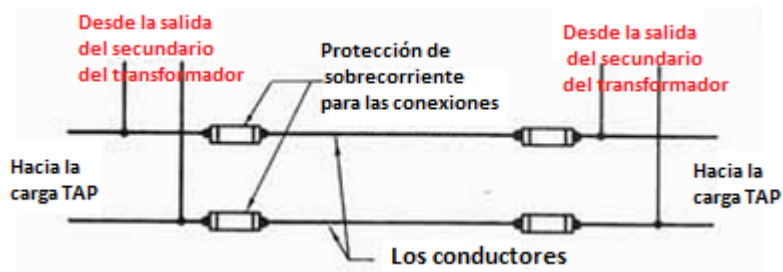 Desde la salida
del secundario
del transformador
Protección de
sobrecorriente
para las conexiones
Desde la salida
del secundario
del transformador
Hacia la
carga TAP
Hacia la
carga TAP
Los conductores